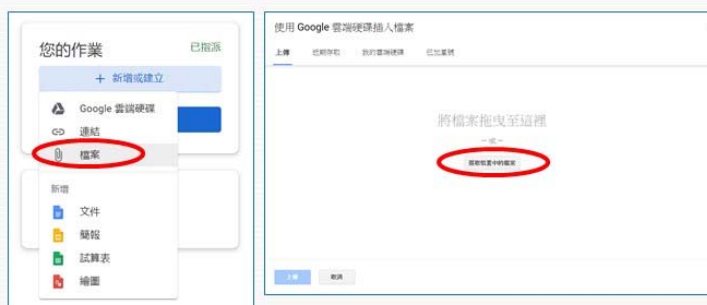 您的作業
已指派
+ 新增或建立
Google 雲端硬碟
連結
檔案
新增
文件
簡報
試算表
繪圖
使用 Google 雲端硬碟插入檔案
上傳 近期存取 我的雲端硬碟 已加星號
將檔案拖曳至這裡
— 或 —
選取裝置中的檔案
上傳 取消